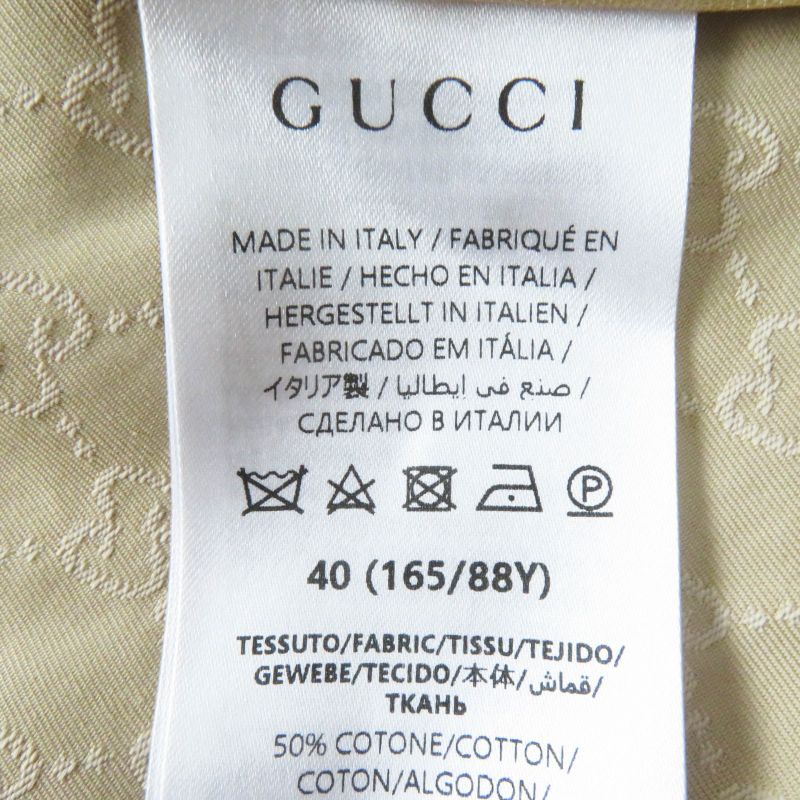 GUCCI
MADE IN ITALY / FABRIQUÉ EN
ITALIE / HECHO EN ITALIA /
HERGESTELLT IN ITALIEN /
FABRICADO EM ITÁLIA /
イタリア製 / صنع في إيطاليا /
СДЕЛАНО В ИТАЛИИ
P
40 (165/88Y)
TESSUTO/FABRIC/TISSU/TEJIDO/
GEWEBE/TECIDO/本体/قماش/
ТКАНЬ
50% COTONE/COTTON/
COTON/ALGODON/